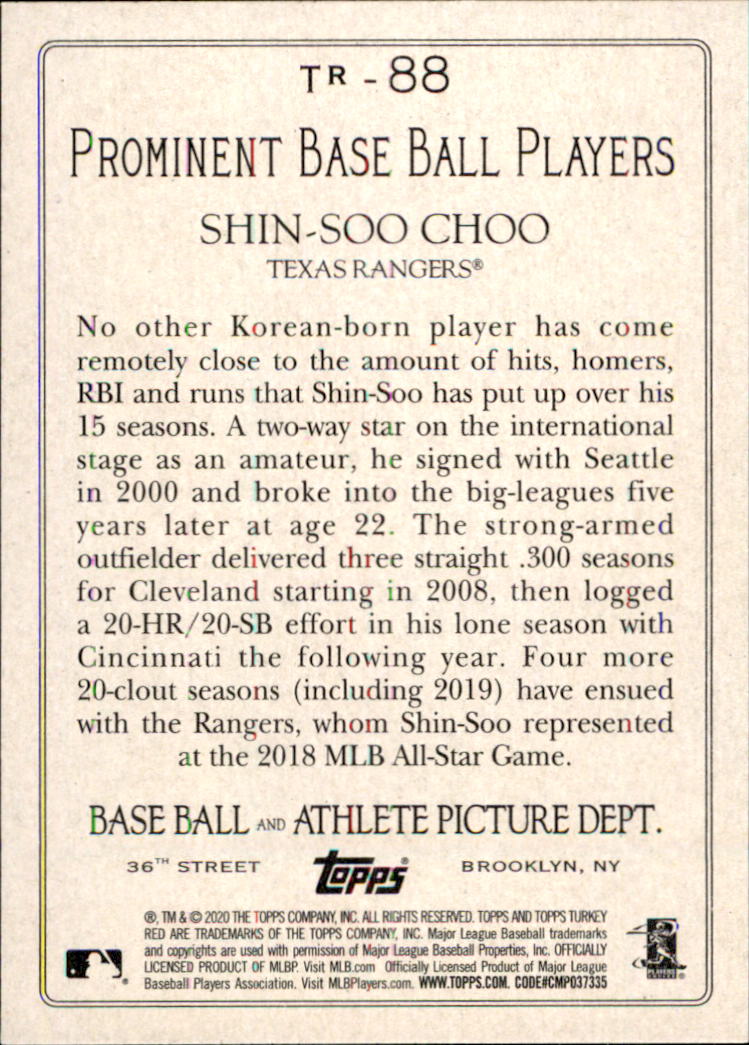 TR - 88
PROMINENT BASE BALL PLAYERS
SHIN-SOO CHOO
TEXAS RANGERS®
No other Korean-born player has come
remotely close to the amount of hits, homers,
RBI and runs that Shin-Soo has put up over his
15 seasons. A two-way star on the international
stage as an amateur, he signed with Seattle
in 2000 and broke into the big-leagues five
years later at age 22. The strong-armed
outfielder delivered three straight .300 seasons
for Cleveland starting in 2008, then logged
a 20-HR/20-SB effort in his lone season with
Cincinnati the following year. Four more
20-clout seasons (including 2019) have ensued
with the Rangers, whom Shin-Soo represented
at the 2018 MLB All-Star Game.
BASE BALL AND ATHLETE PICTURE DEPT.
36TH STREET topps® BROOKLYN, NY
®, TM & © 2020 THE TOPPS COMPANY, INC. ALL RIGHTS RESERVED. TOPPS AND TOPPS TURKEY
RED ARE TRADEMARKS OF THE TOPPS COMPANY, INC. Major League Baseball trademarks
and copyrights are used with permission of Major League Baseball Properties, Inc. OFFICIALLY
LICENSED PRODUCT OF MLBP. Visit MLB.com Officially Licensed Product of Major League
Baseball Players Association. Visit MLBPlayers.com. WWW.TOPPS.COM. CODE#CMP037335
PLAYERS